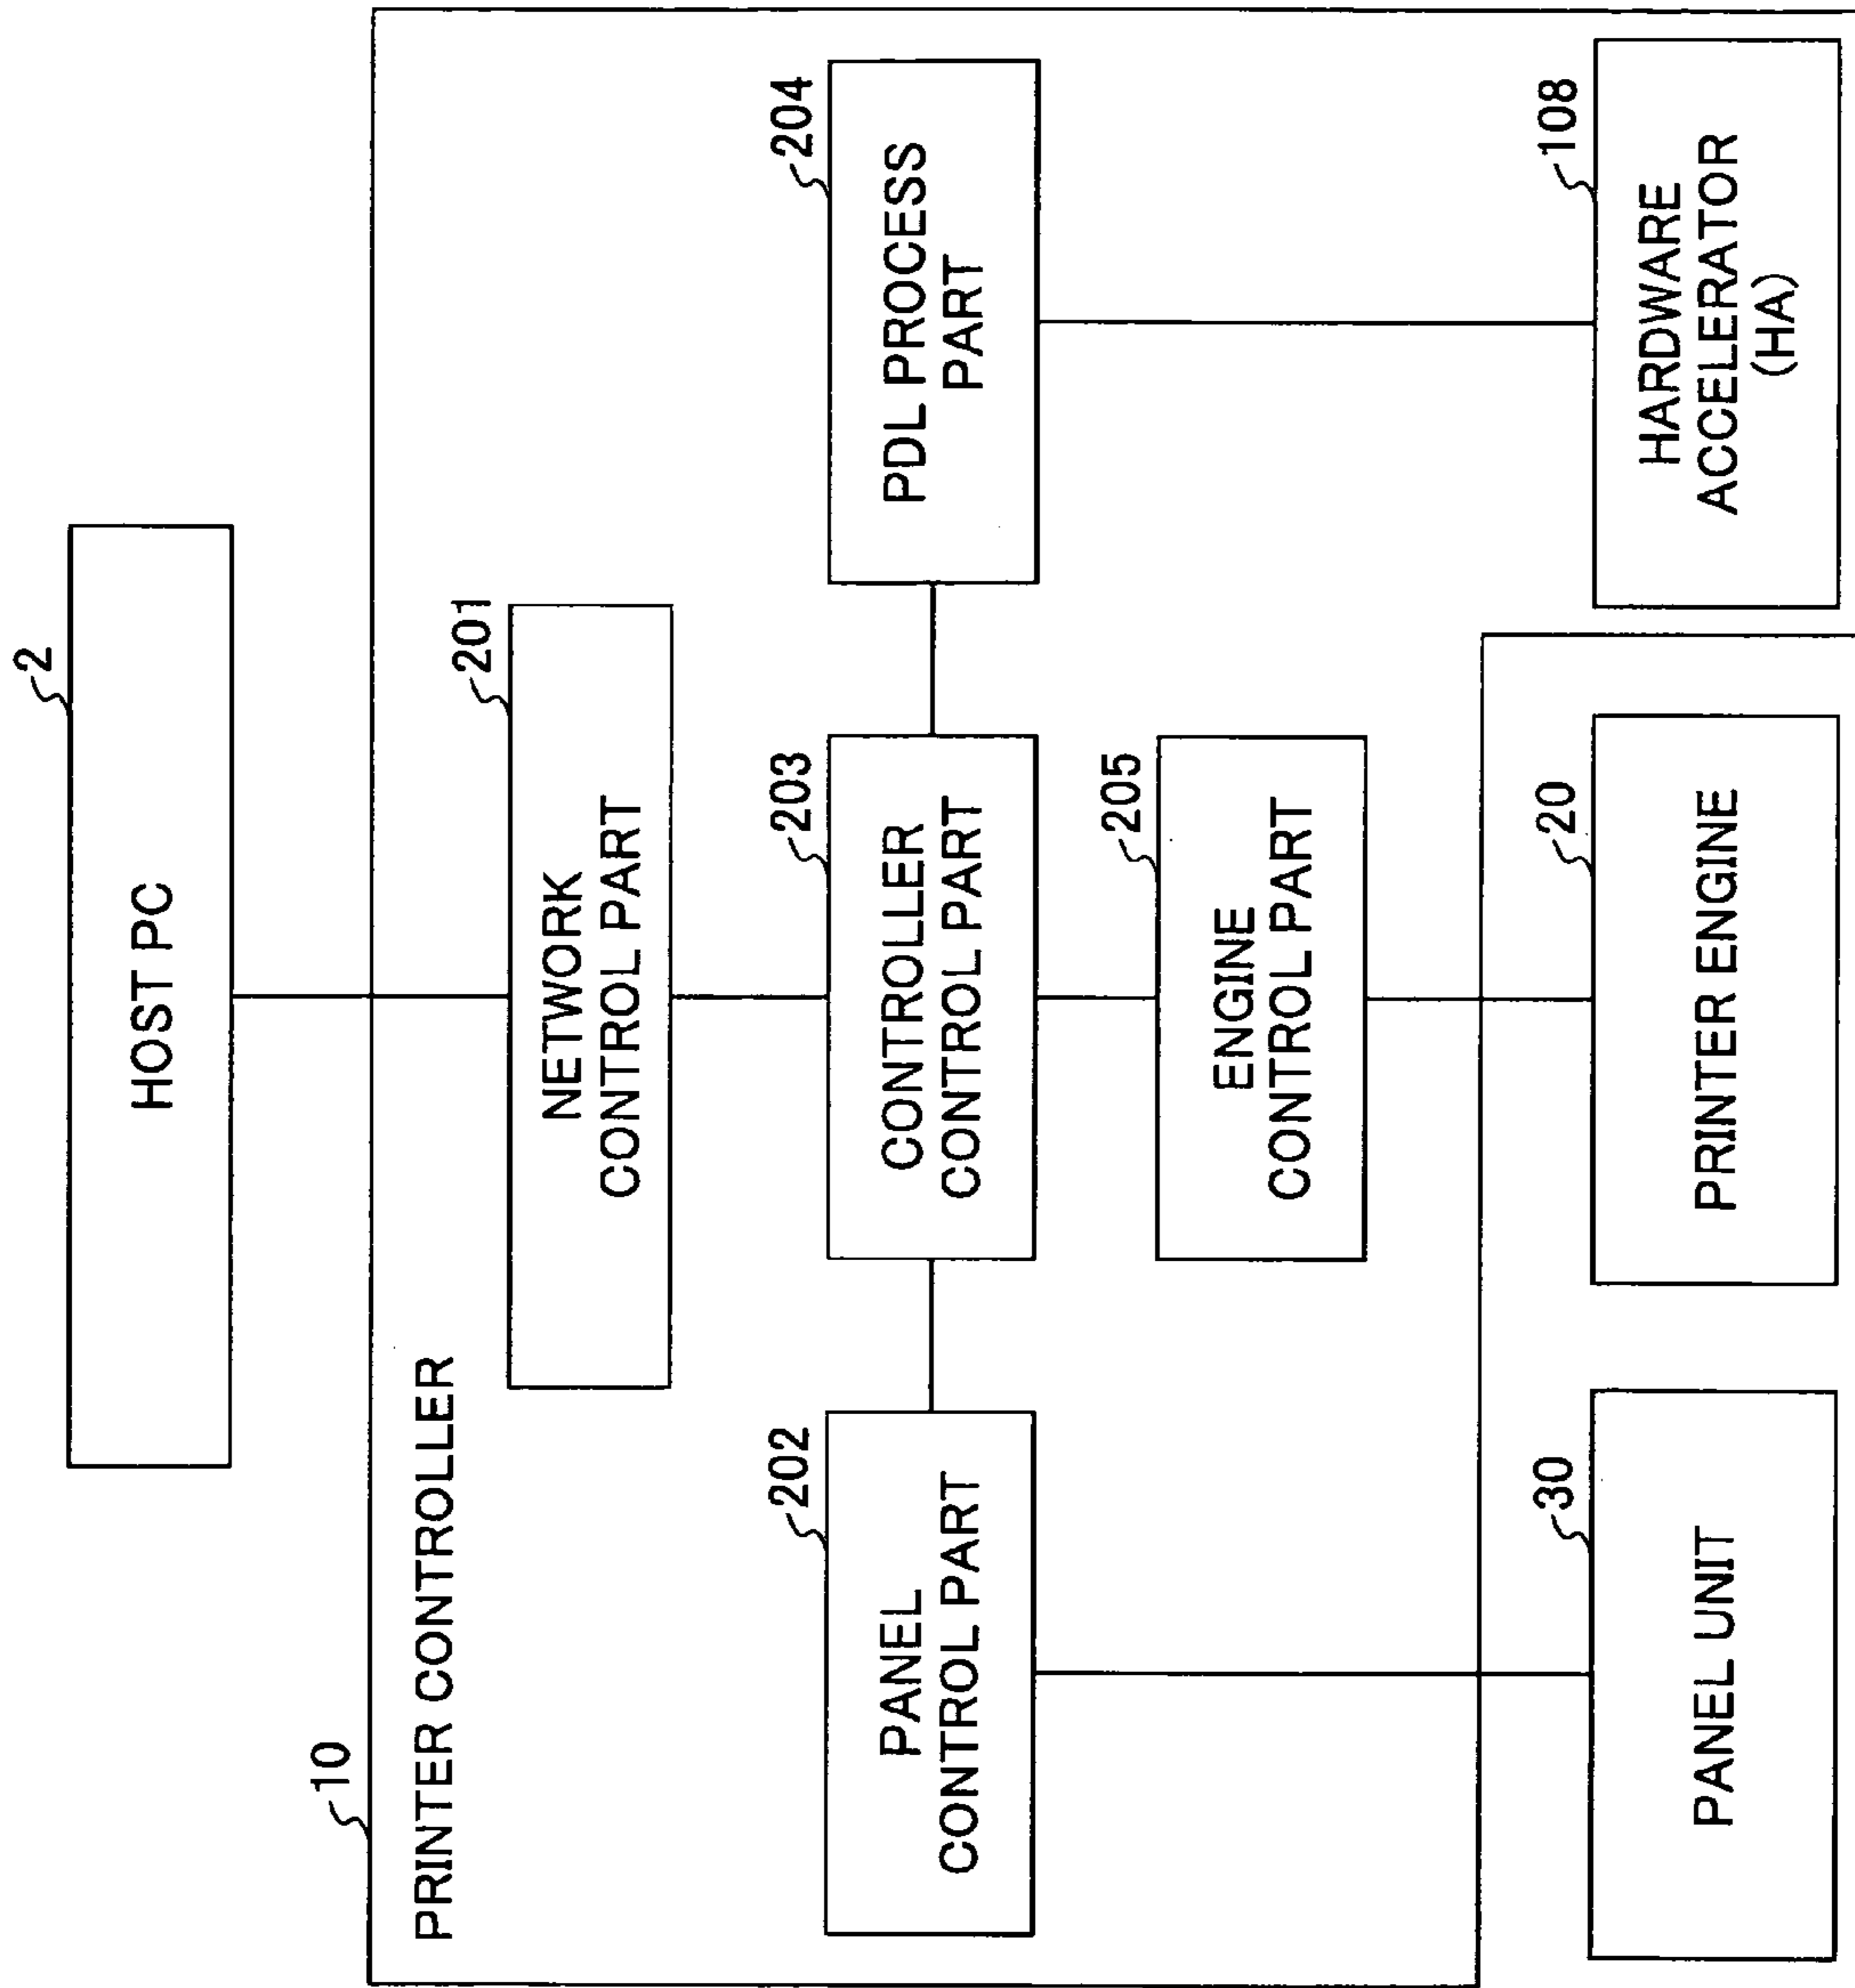 2
HOST PC
10
PRINTER CONTROLLER
201
NETWORK
CONTROL PART
202
PANEL
CONTROL PART
203
CONTROLLER
CONTROL PART
204
PDL PROCESS
PART
205
ENGINE
CONTROL PART
30
PANEL UNIT
20
PRINTER ENGINE
108
HARDWARE
ACCELERATOR
(HA)